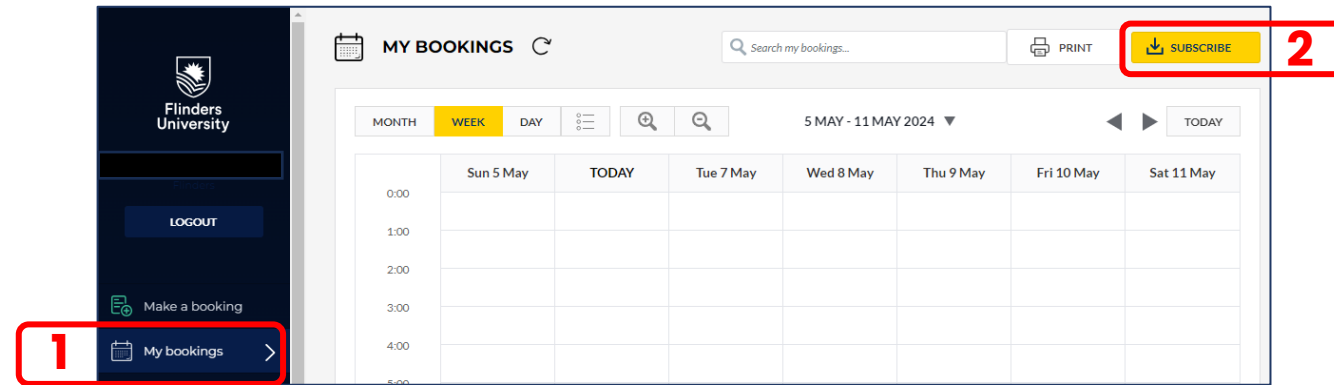 Flinders
University
LOGOUT
Make a booking
1
My bookings
MY BOOKINGS
Search my bookings...
PRINT
SUBSCRIBE
2
MONTH WEEK DAY
5 MAY - 11 MAY 2024
TODAY
Sun 5 May TODAY Tue 7 May Wed 8 May Thu 9 May Fri 10 May Sat 11 May
0:00
1:00
2:00
3:00
4:00
5:00